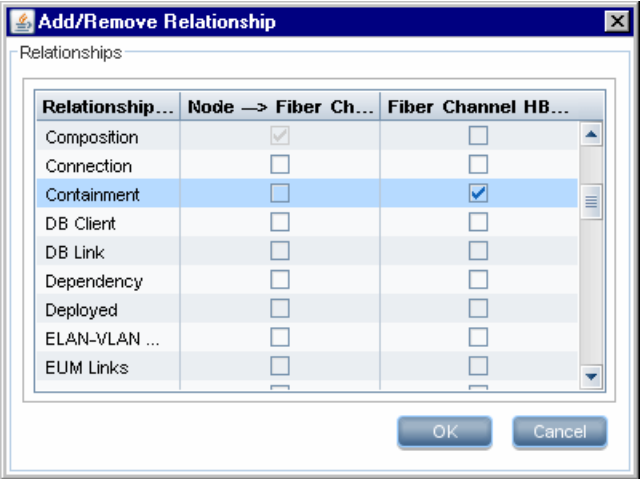 Add/Remove Relationship
Relationships
Relationship... Node —> Fiber Ch... Fiber Channel HB...
Composition
Connection
Containment
DB Client
DB Link
Dependency
Deployed
ELAN-VLAN ...
EUM Links
OK Cancel